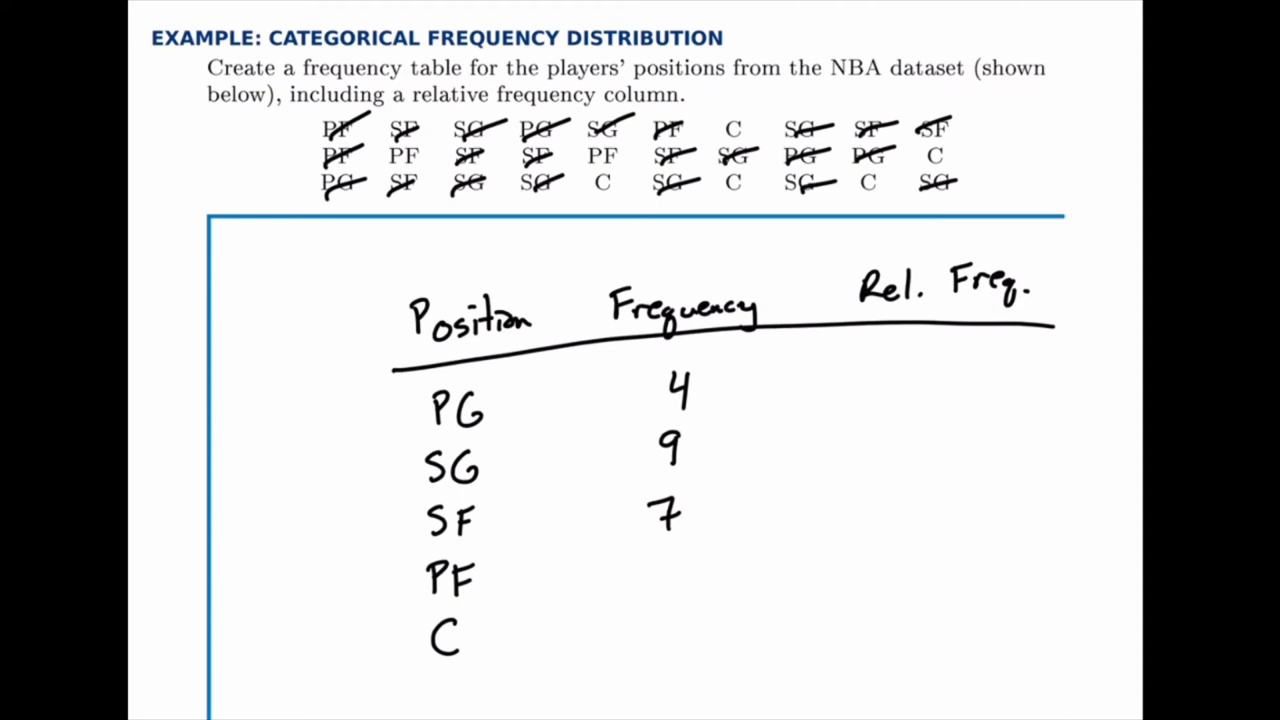 EXAMPLE: CATEGORICAL FREQUENCY DISTRIBUTION
Create a frequency table for the players' positions from the NBA dataset (shown
below), including a relative frequency column.
PF SF SG PG SG PF C SG SF SF
PF PF SF SF PF SF SG PG PG C
PG SF SG SG C SG C SG C SG
Position Frequency Rel. Freq.
PG 4
SG 9
SF 7
PF
C